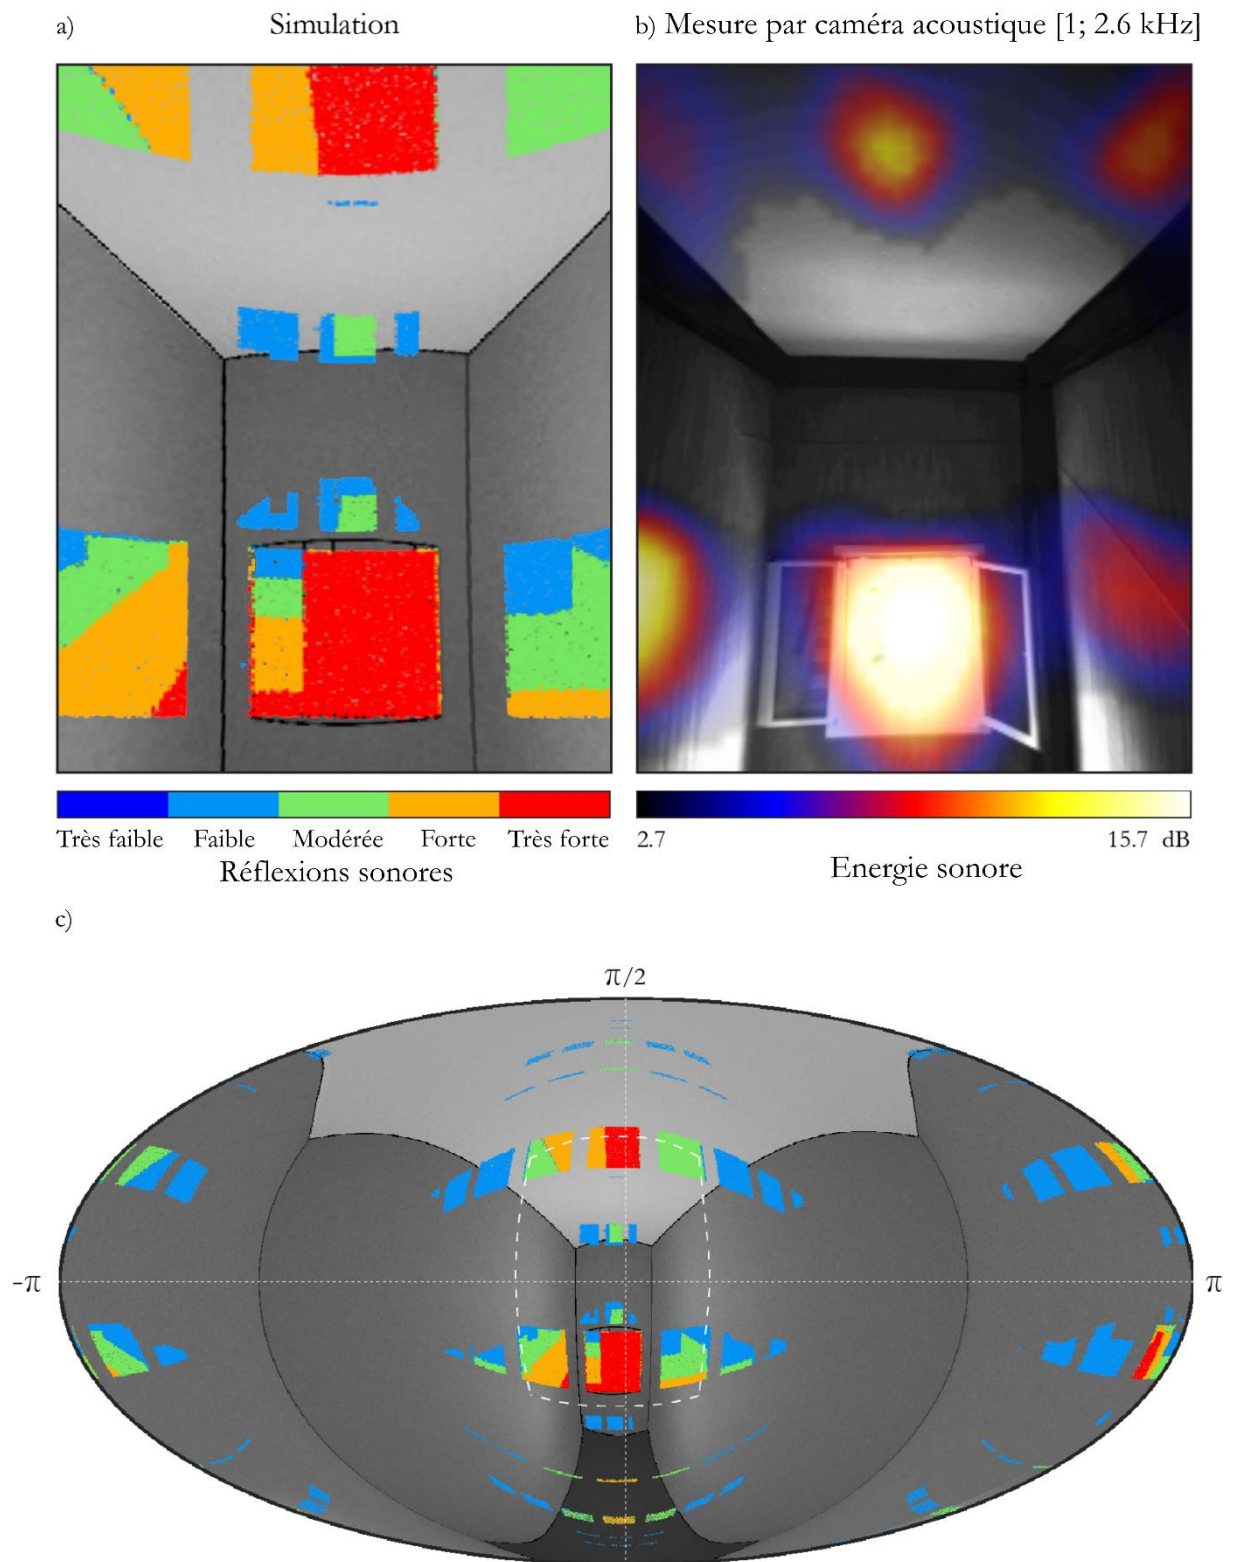 a) Simulation
b) Mesure par caméra acoustique [1; 2.6 kHz]
Très faible Faible Modérée Forte Très forte
Réflexions sonores
2.7 15.7 dB
Energie sonore
c)
π/2
-π π